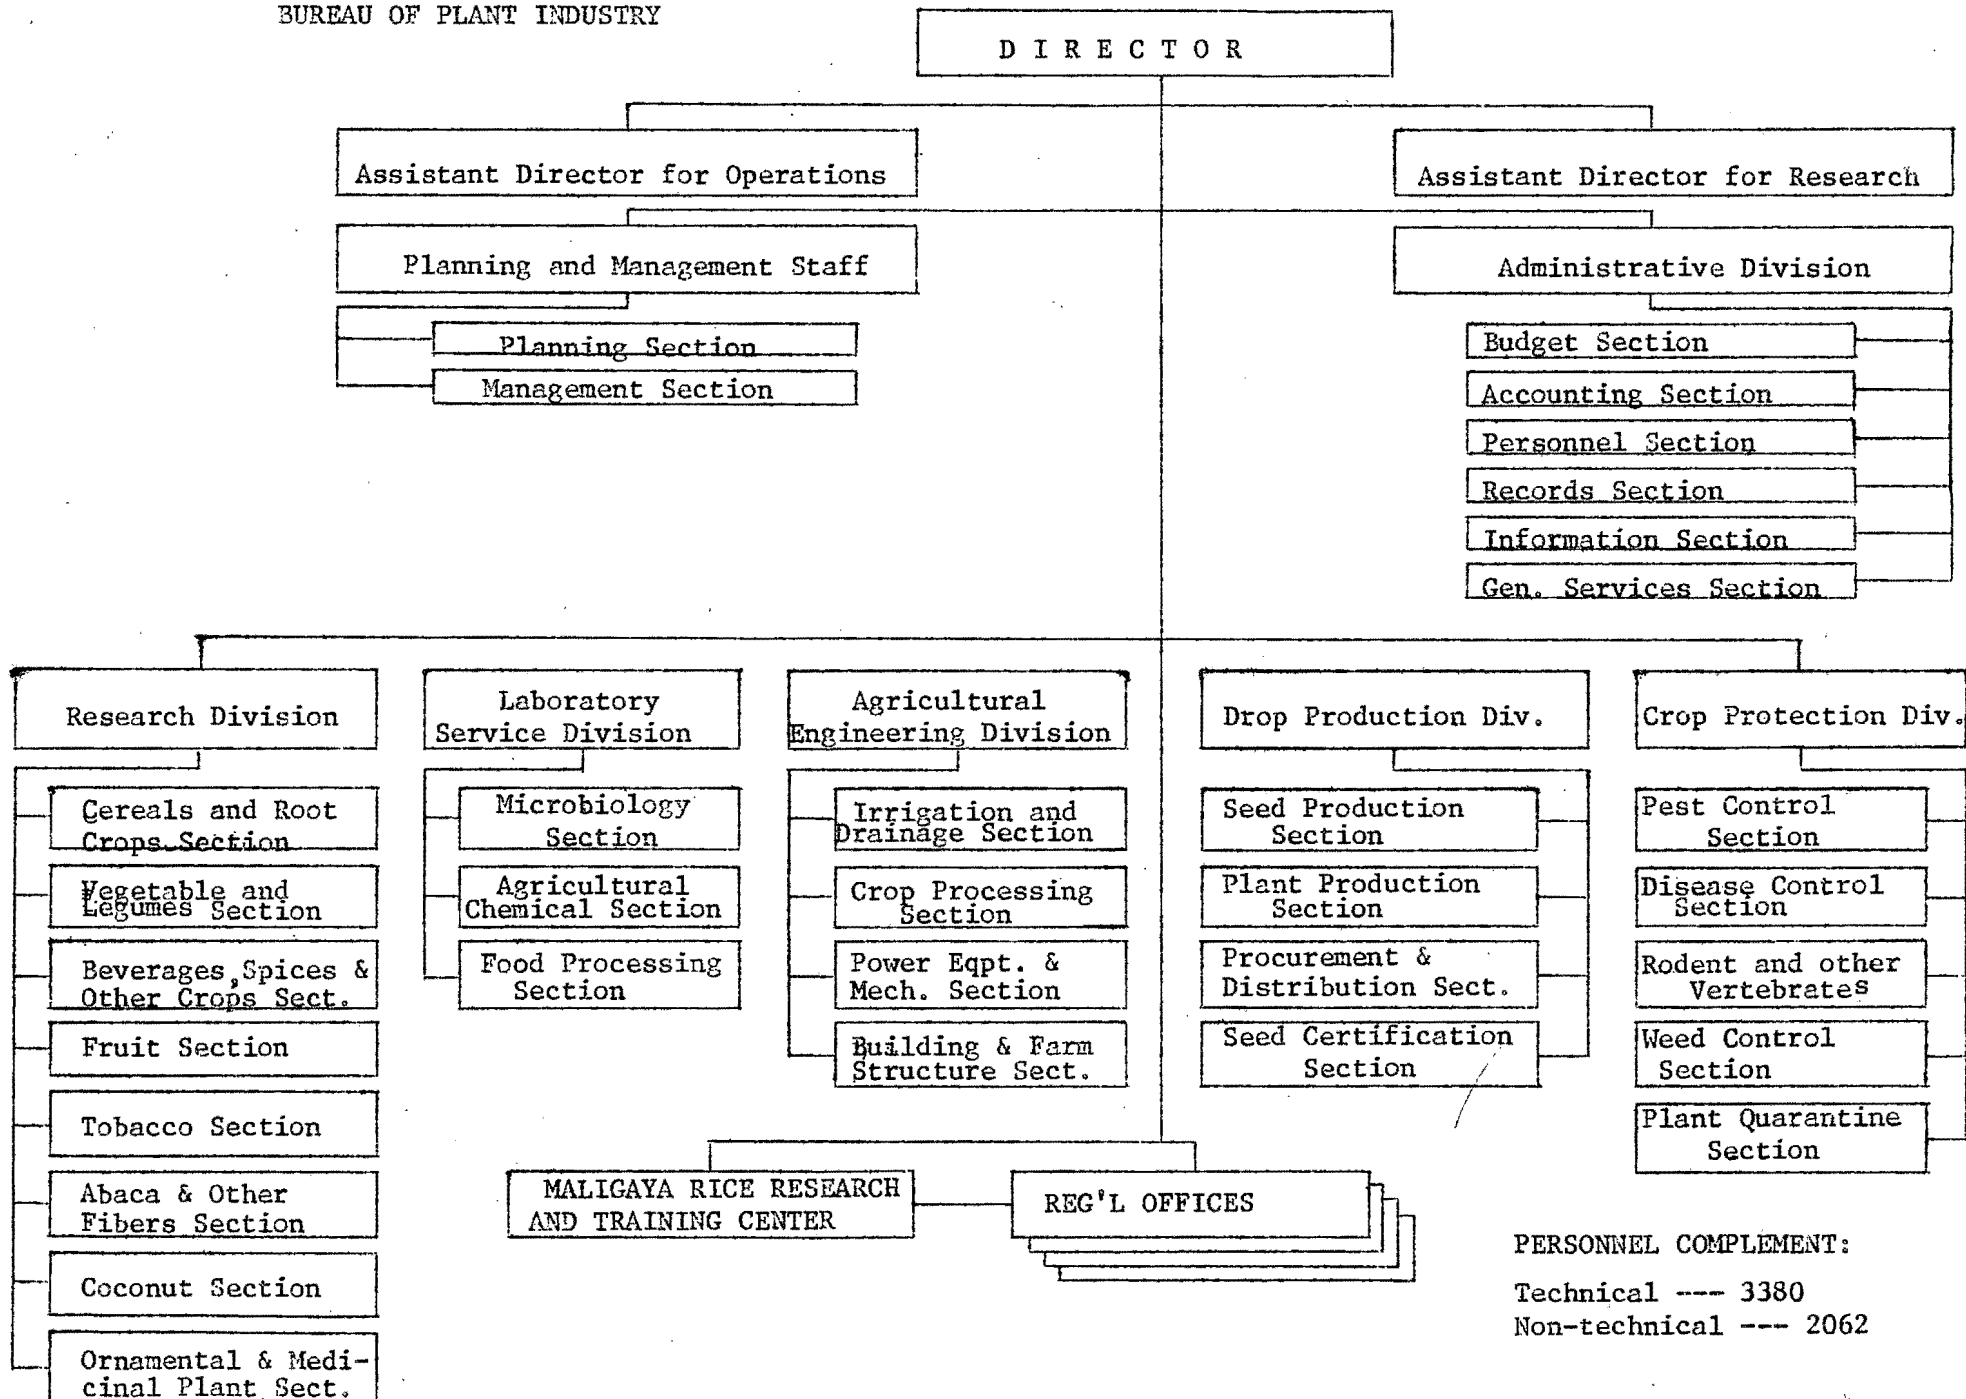 BUREAU OF PLANT INDUSTRY
D I R E C T O R
Assistant Director for Operations
Assistant Director for Research
Planning and Management Staff
Administrative Division
Planning Section
Management Section
Budget Section
Accounting Section
Personnel Section
Records Section
Information Section
Gen. Services Section
Research Division
Laboratory
Service Division
Agricultural
Engineering Division
Drop Production Div.
Crop Protection Div.
Cereals and Root
Crops Section
Vegetable and
Legumes Section
Beverages, Spices &
Other Crops Sect.
Fruit Section
Tobacco Section
Abaca & Other
Fibers Section
Coconut Section
Ornamental & Medi-
cinal Plant Sect.
Microbiology
Section
Agricultural
Chemical Section
Food Processing
Section
Irrigation and
Drainage Section
Crop Processing
Section
Power Eqpt. &
Mech. Section
Building & Farm
Structure Sect.
Seed Production
Section
Plant Production
Section
Procurement &
Distribution Sect.
Seed Certification
Section
Pest Control
Section
Disease Control
Section
Rodent and other
Vertebrates
Weed Control
Section
Plant Quarantine
Section
MALIGAYA RICE RESEARCH
AND TRAINING CENTER
REG'L OFFICES
PERSONNEL COMPLEMENT:
Technical ---- 3380
Non-technical --- 2062